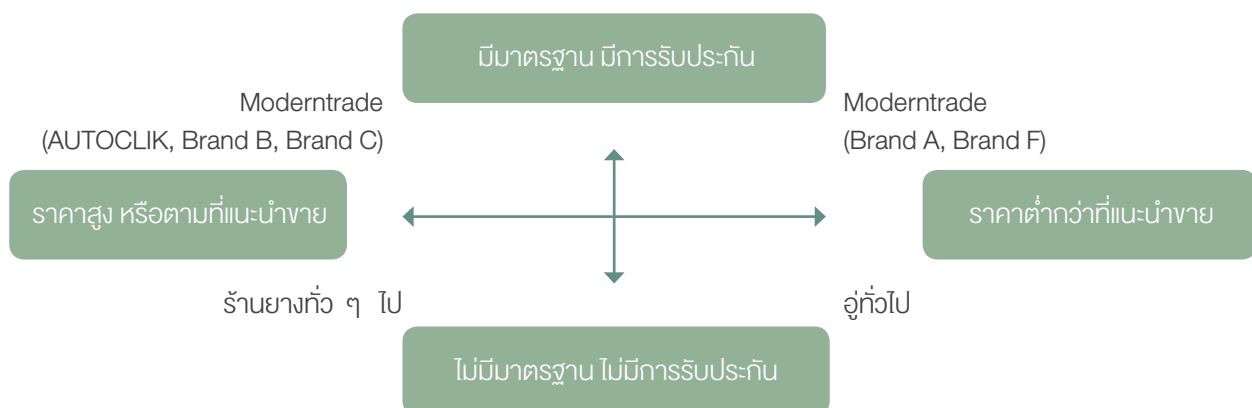 มีมาตรฐาน มีการรับประกัน
Moderntrade
(AUTOCLIK, Brand B, Brand C)
Moderntrade
(Brand A, Brand F)
ราคาสูง หรือตามที่แนะนำขาย
ราคาต่ำกว่าที่แนะนำขาย
ร้านยางทั่ว ๆ ไป
อู่ทั่วไป
ไม่มีมาตรฐาน ไม่มีการรับประกัน